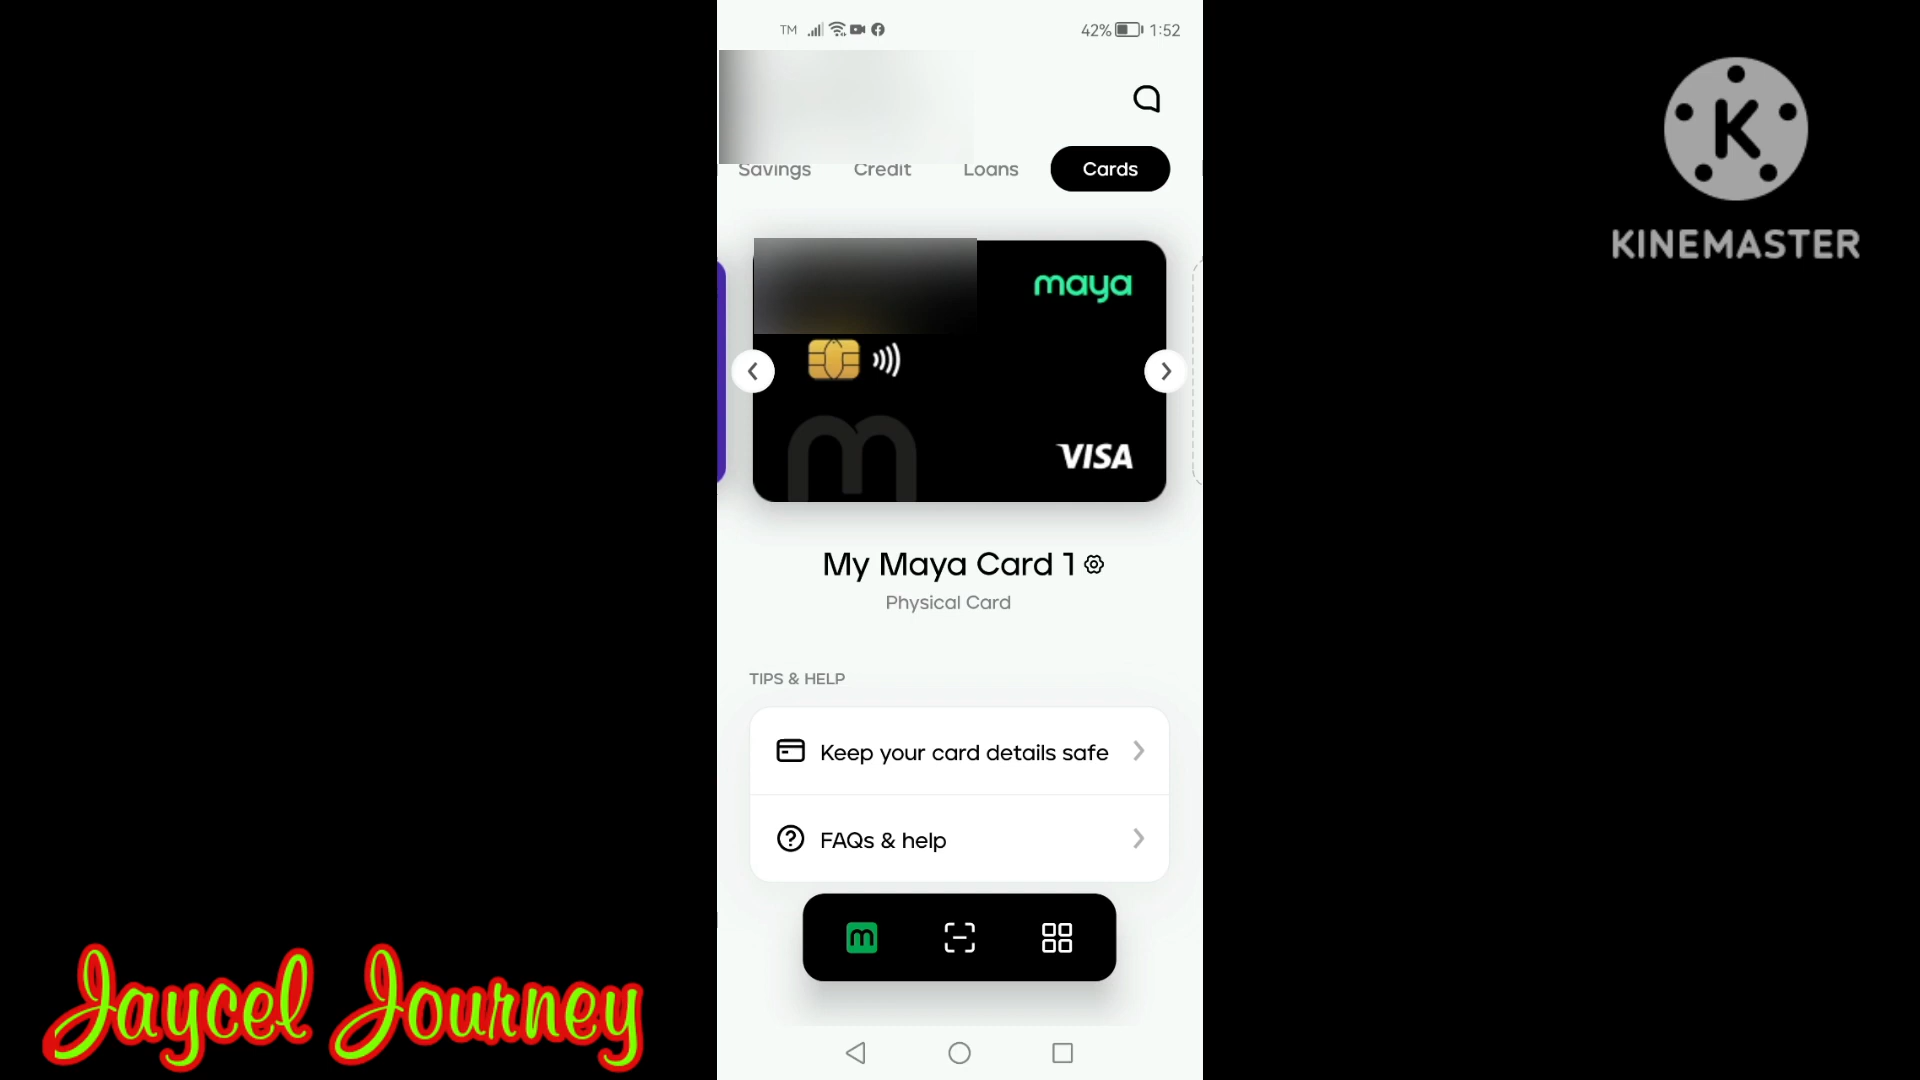 TM
42%
1:52
Savings
Credit
Loans
Cards
maya
VISA
My Maya Card 1
Physical Card
TIPS & HELP
Keep your card details safe
FAQs & help
K
KINEMASTER
Jaycel Journey